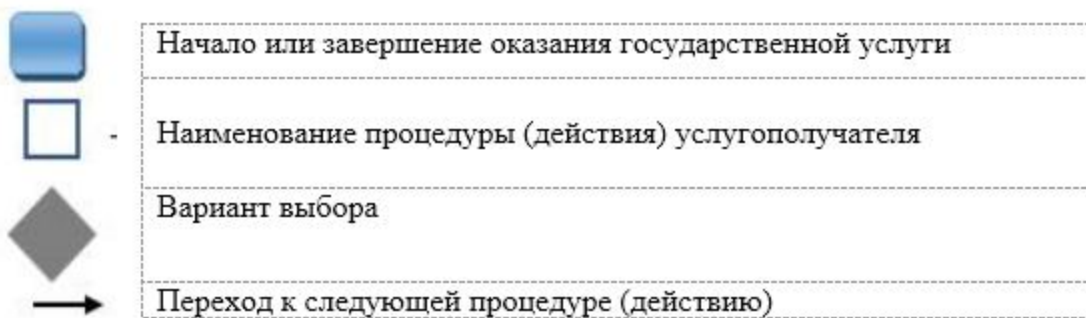 Начало или завершение оказания государственной услуги
- Наименование процедуры (действия) услугополучателя
Вариант выбора
Переход к следующей процедуре (действию)